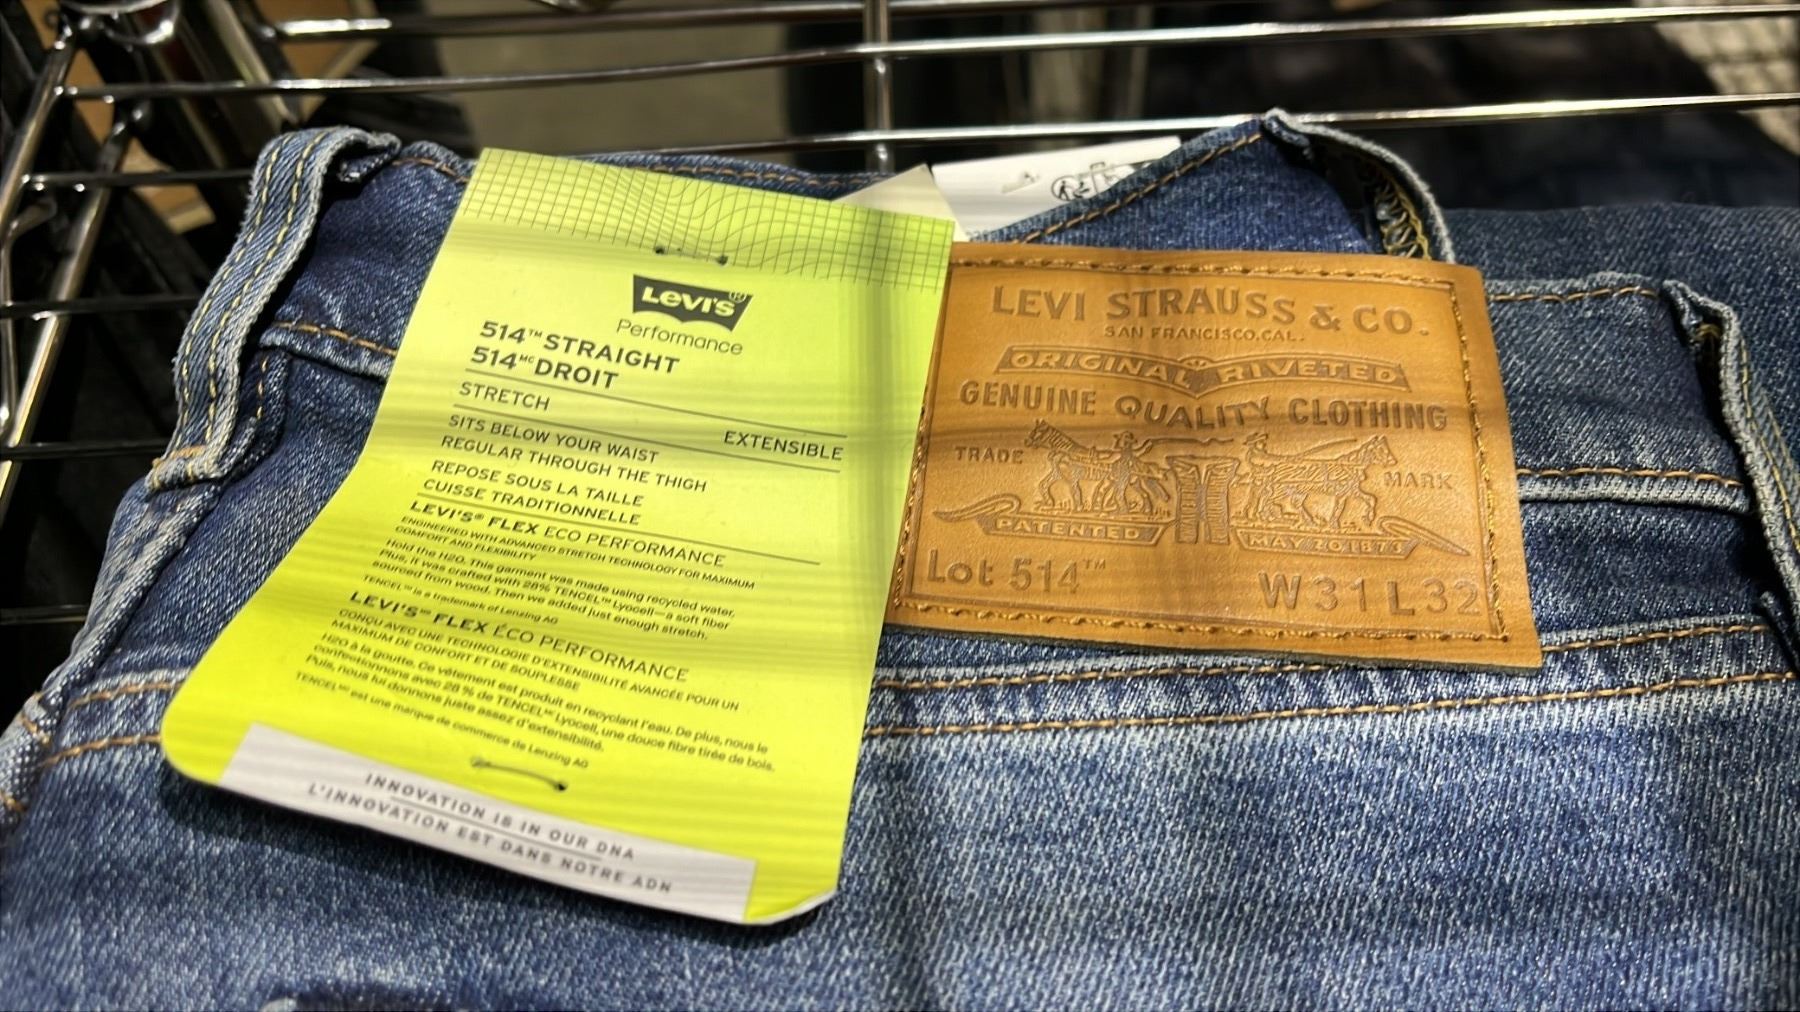 LEVI'S®
Performance
514™ STRAIGHT
514ᴹᶜ DROIT
STRETCH
EXTENSIBLE
SITS BELOW YOUR WAIST
REGULAR THROUGH THE THIGH
REPOSE SOUS LA TAILLE
CUISSE TRADITIONNELLE
LEVI'S® FLEX ECO PERFORMANCE
ENGINEERED WITH ADVANCED STRETCH TECHNOLOGY FOR MAXIMUM
COMFORT AND FLEXIBILITY
Hold the H2O. This garment was made using recycled water,
Plus, it was crafted with 28% TENCEL™ Lyocell—a soft fiber
sourced from wood. Then we added just enough stretch.
TENCEL™ is a trademark of Lenzing AG
LEVI'S ᴹᶜ FLEX ÉCO PERFORMANCE
CONÇU AVEC UNE TECHNOLOGIE D'EXTENSIBILITÉ AVANCÉE POUR UN
MAXIMUM DE CONFORT ET DE SOUPLESSE
H2O à la goutte. Ce vêtement est produit en recyclant l'eau. De plus, nous le
confectionnons avec 28 % de TENCELᴹᶜ Lyocell, une douce fibre tirée de bois.
Puis, nous lui donnons juste assez d'extensibilité.
TENCELᴹᶜ est une marque de commerce de Lenzing AG
INNOVATION IS IN OUR DNA
L'INNOVATION EST DANS NOTRE ADN
LEVI STRAUSS & CO.
SAN FRANCISCO, CAL.
ORIGINAL RIVETED
GENUINE QUALITY CLOTHING
TRADE MARK
PATENTED MAY 20 1873
Lot 514™ W31 L32